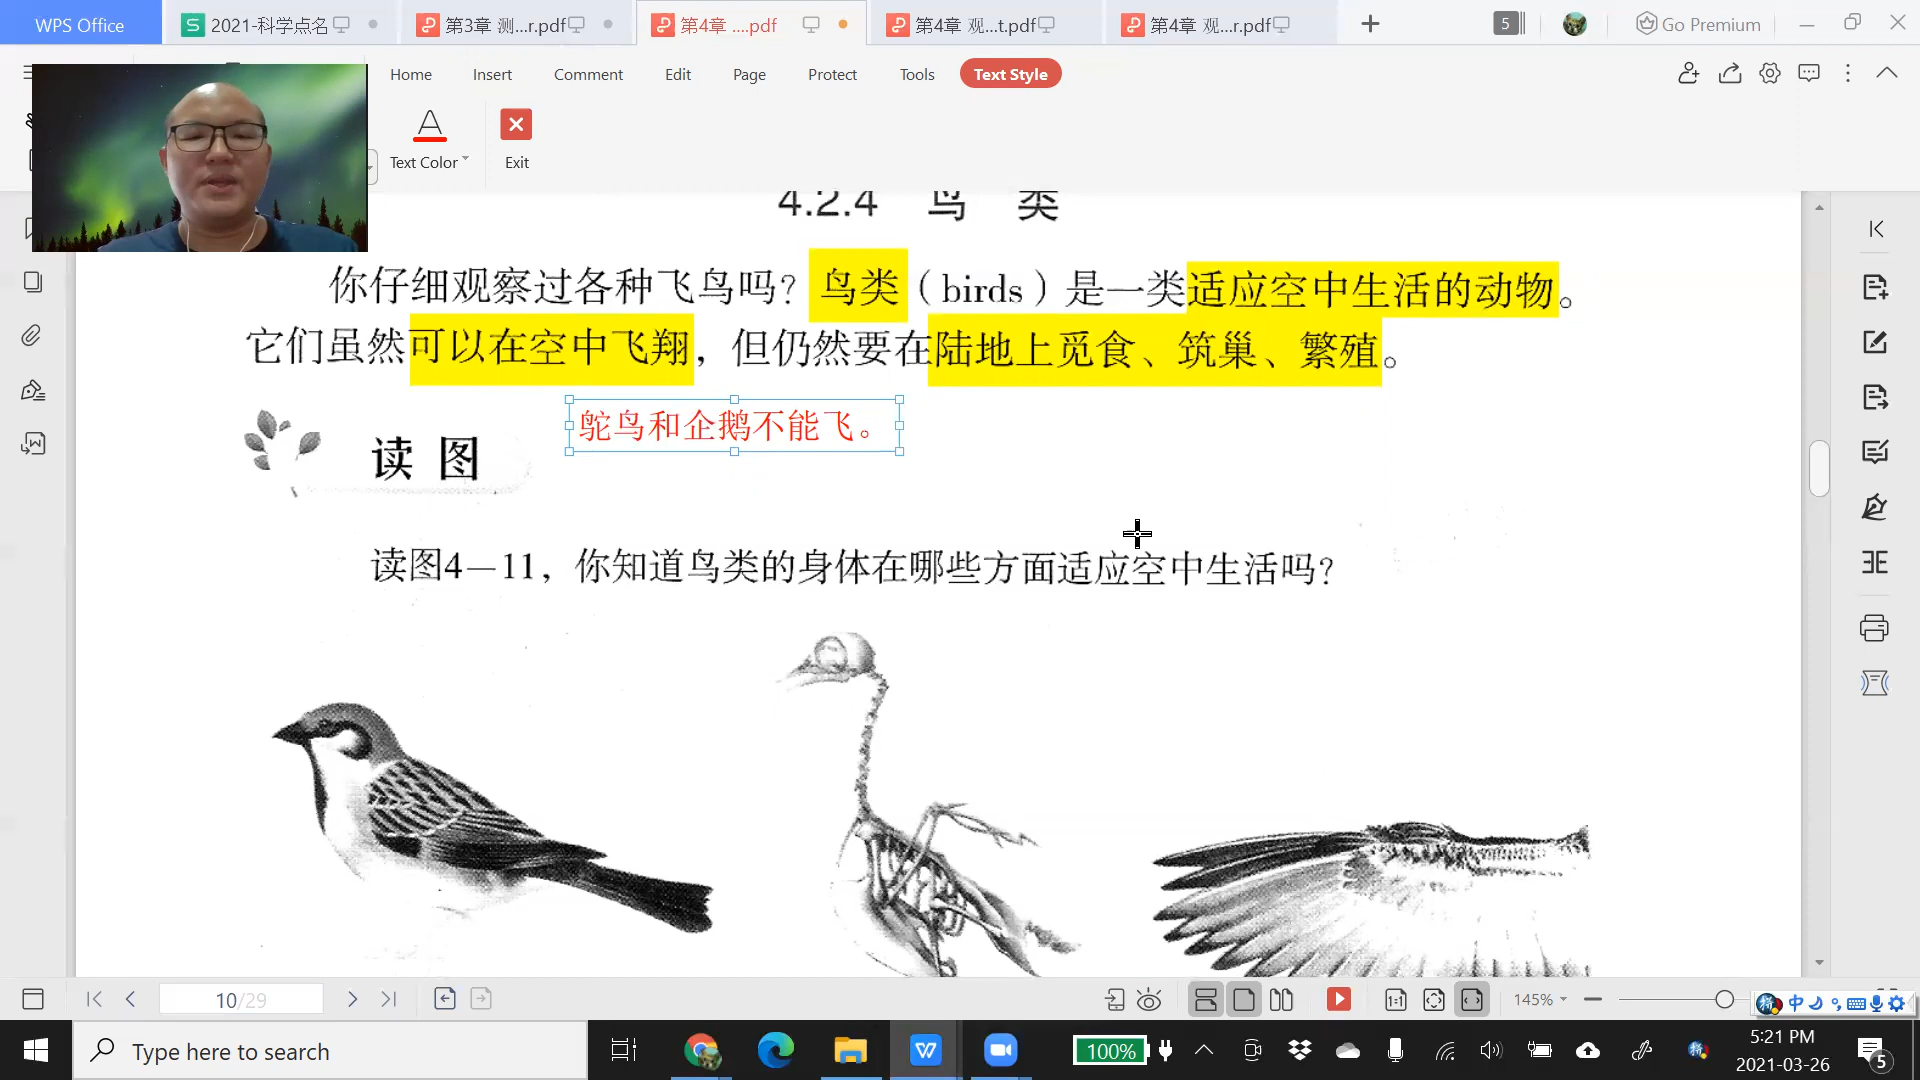 WPS Office
2021-科学点名
第3章 测...r.pdf
第4章 ....pdf
第4章 观...t.pdf
第4章 观...r.pdf
5
Go Premium
Home
Insert
Comment
Edit
Page
Protect
Tools
Text Style
Text Color
Exit
4.2.4 鸟 类
你仔细观察过各种飞鸟吗？鸟类（birds）是一类适应空中生活的动物。
它们虽然可以在空中飞翔，但仍然要在陆地上觅食、筑巢、繁殖。
鸵鸟和企鹅不能飞。
读 图
读图4—11，你知道鸟类的身体在哪些方面适应空中生活吗？
10/29
1:1
145%
中
Type here to search
100%
5:21 PM
2021-03-26
5